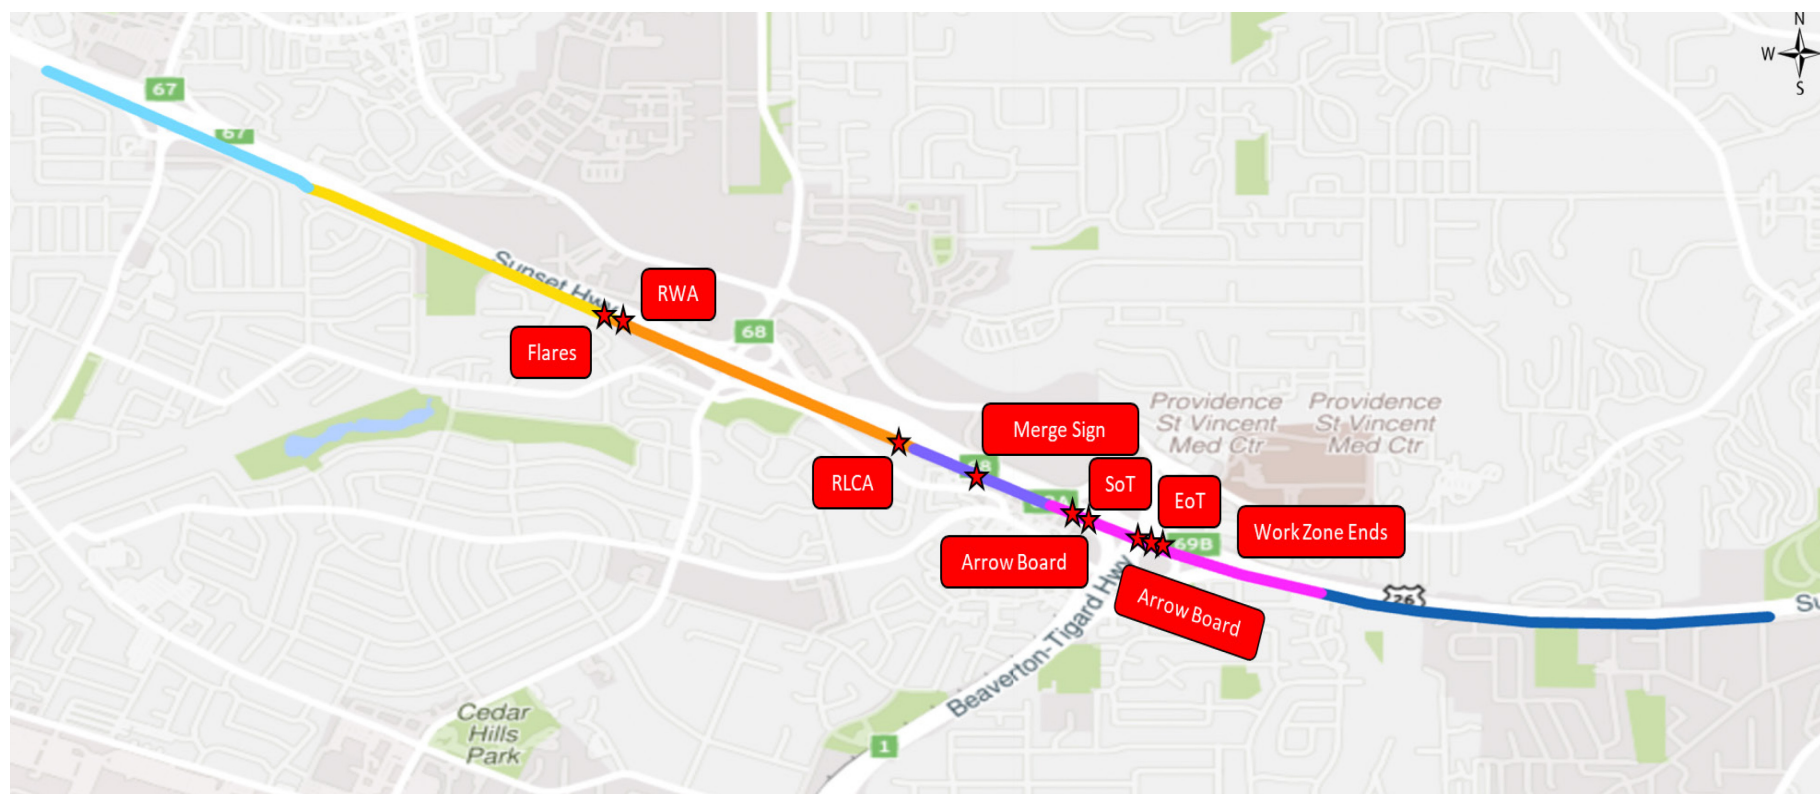 N
W
S
67
67
Sunset Hwy
RWA
Flares
68
Merge Sign
Providence
St Vincent
Med Ctr
Providence
St Vincent
Med Ctr
RLCA
SoT
EoT
Work Zone Ends
69B
Arrow Board
Arrow Board
26
Beaverton-Tigard Hwy
Cedar
Hills
Park
1